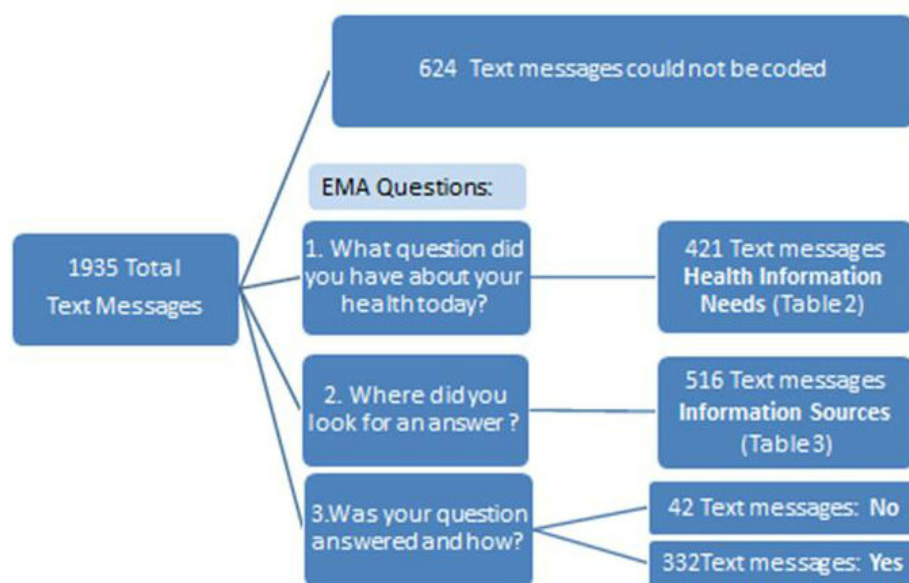 624 Text messages could not be coded
EMA Questions:
1935 Total
Text Messages
1. What question did
you have about your
health today?
421 Text messages
Health Information
Needs (Table 2)
2. Where did you
look for an answer ?
516 Text messages
Information Sources
(Table 3)
3.Was your question
answered and how?
42 Text messages: No
332Text messages: Yes